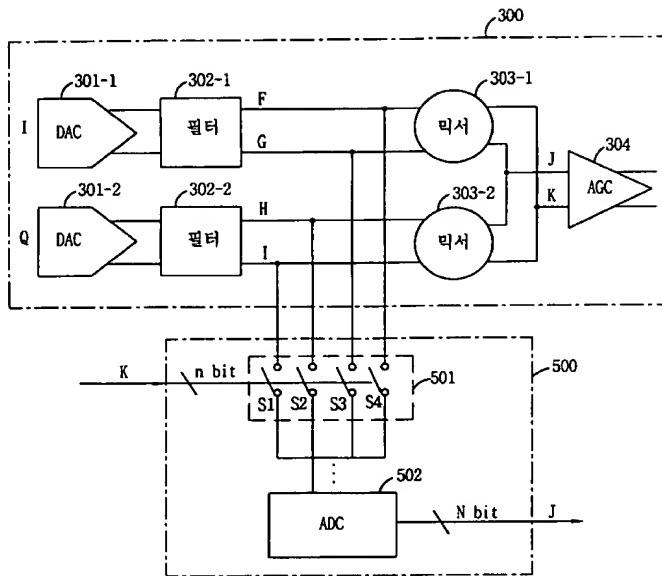 300
301-1
302-1
303-1
I
DAC
필터
F
G
믹서
304
J
K
AGC
301-2
302-2
303-2
Q
DAC
필터
H
I
믹서
K
n bit
501
500
S1
S2
S3
S4
502
ADC
N bit
J